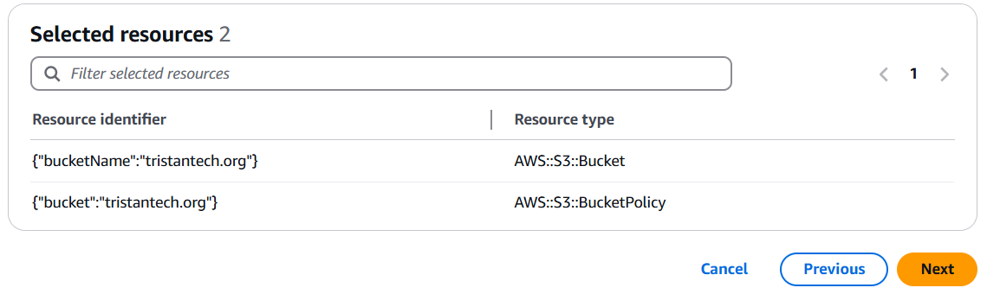 Selected resources 2
Filter selected resources
1
Resource identifier
Resource type
{"bucketName":"tristantech.org"}
AWS::S3::Bucket
{"bucket":"tristantech.org"}
AWS::S3::BucketPolicy
Cancel
Previous
Next